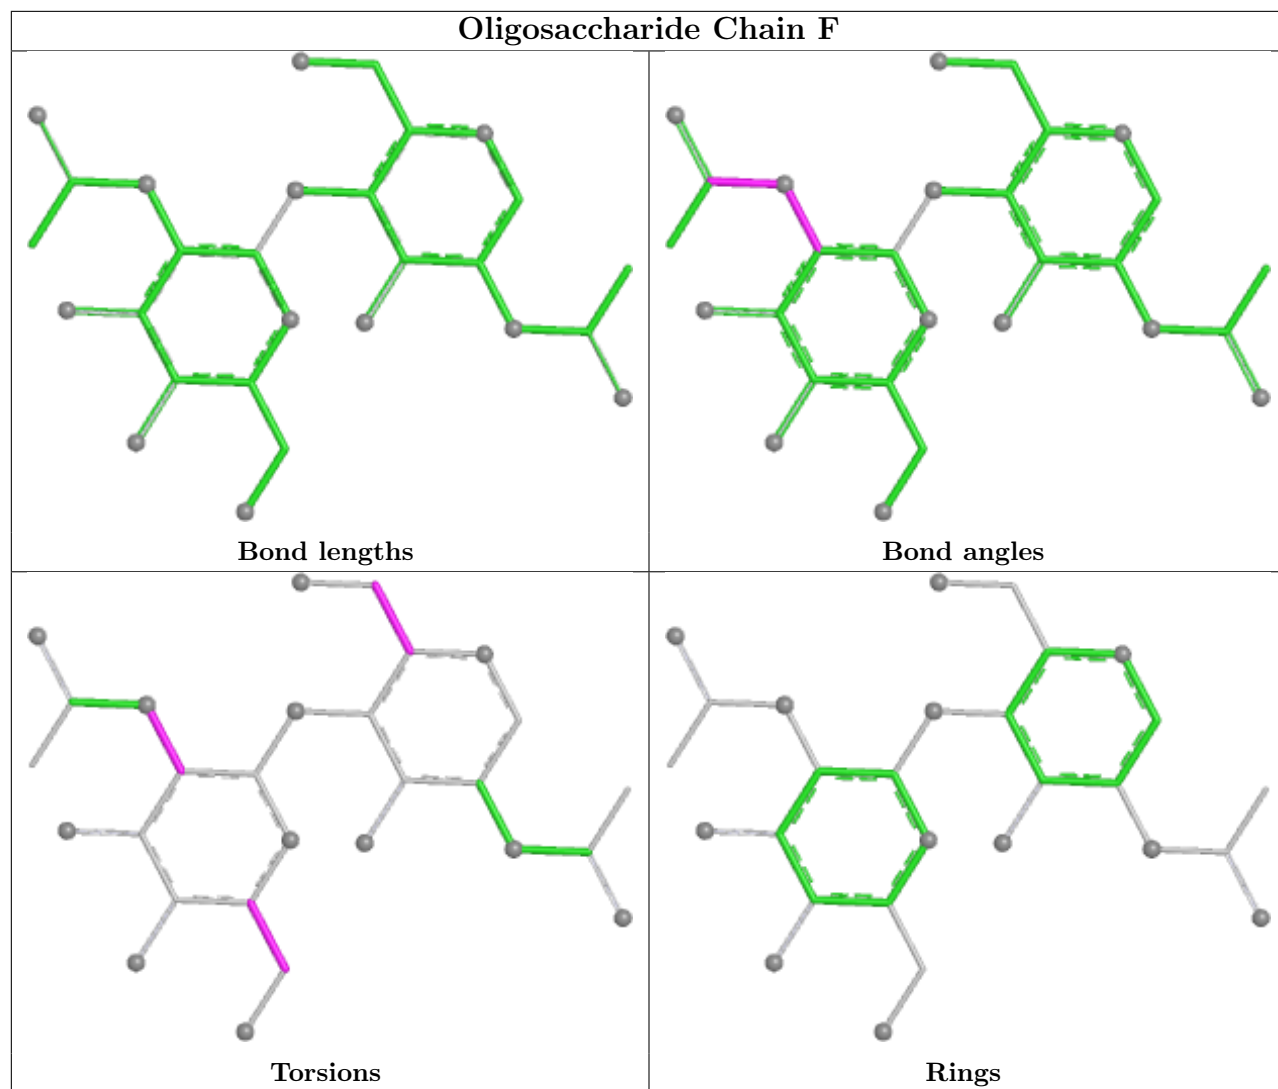 Oligosaccharide Chain F
Bond lengths
Bond angles
Torsions
Rings